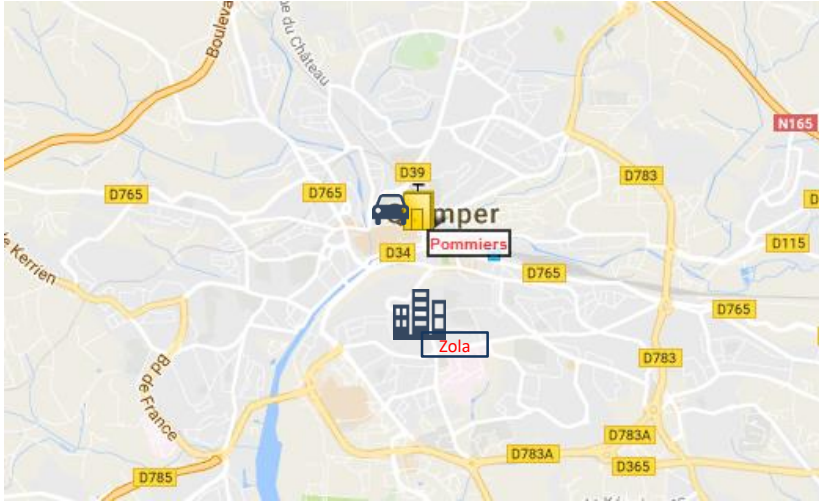 Bouleva
ue du Château
N165
D39
D783
D765
D765
D
mper
Pommiers
D115
D34
D765
de Kerrien
D765
Zola
D783
Bd de France
D783A
D783A
D365
D785